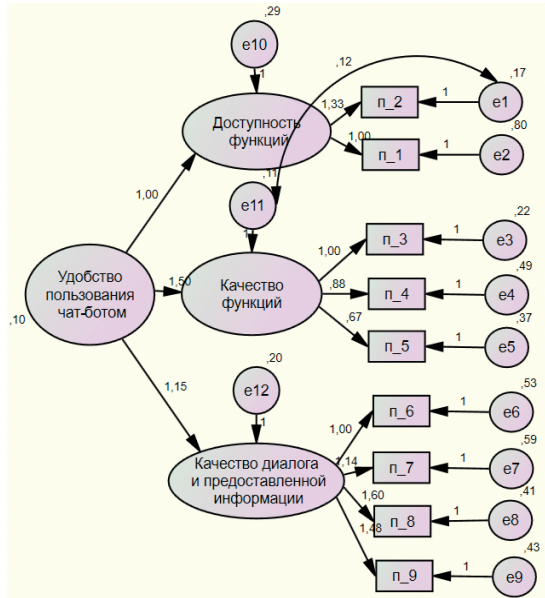 ,29
e10
1
,12
,17
1,33
п_2
1
e1
Доступность
функций
,80
1,00
п_1
1
e2
,11
e11
1
1,00
,22
1,00
п_3
1
e3
Удобство
пользования
чат-ботом
,10
1,50
Качество
функций
,49
,88
п_4
1
e4
,37
,67
п_5
1
e5
1,15
,20
e12
1
,53
1,00
п_6
1
e6
Качество диалога
и предоставленной
информации
,59
1,14
п_7
1
e7
,41
1,60
п_8
1
e8
,43
1,48
п_9
1
e9